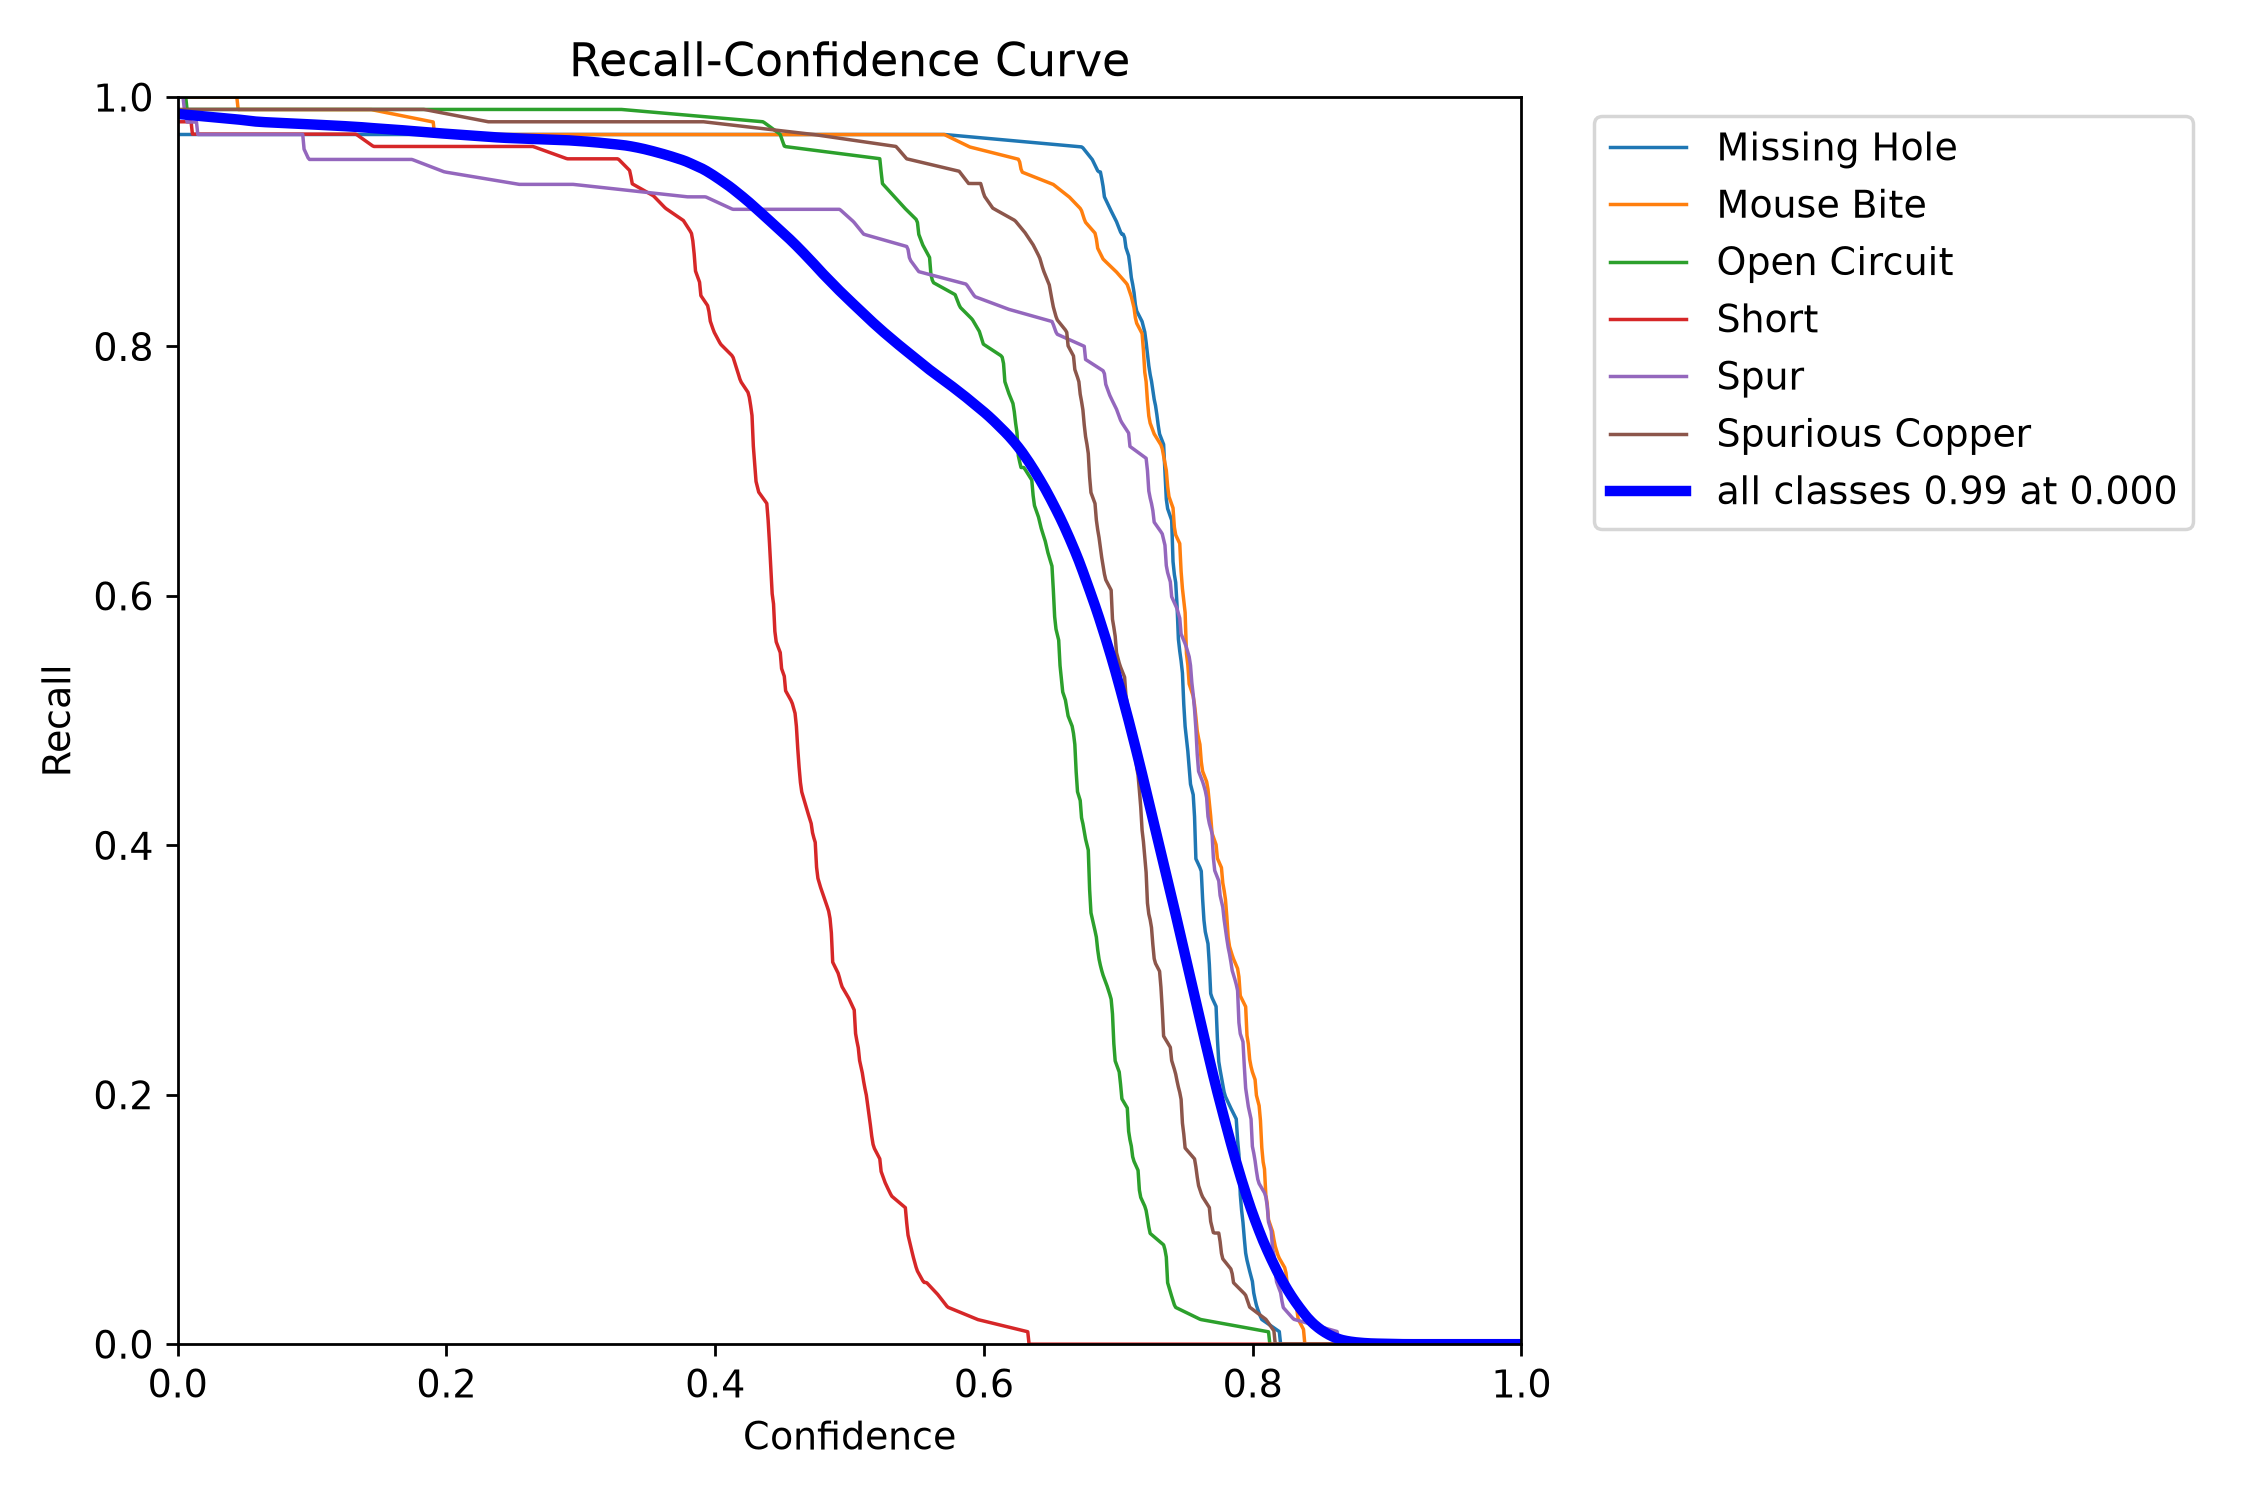 Recall-Confidence Curve
1.0
0.8
0.6
0.4
0.2
0.0
Recall
0.0 0.2 0.4 0.6 0.8 1.0
Confidence
Missing Hole
Mouse Bite
Open Circuit
Short
Spur
Spurious Copper
all classes 0.99 at 0.000